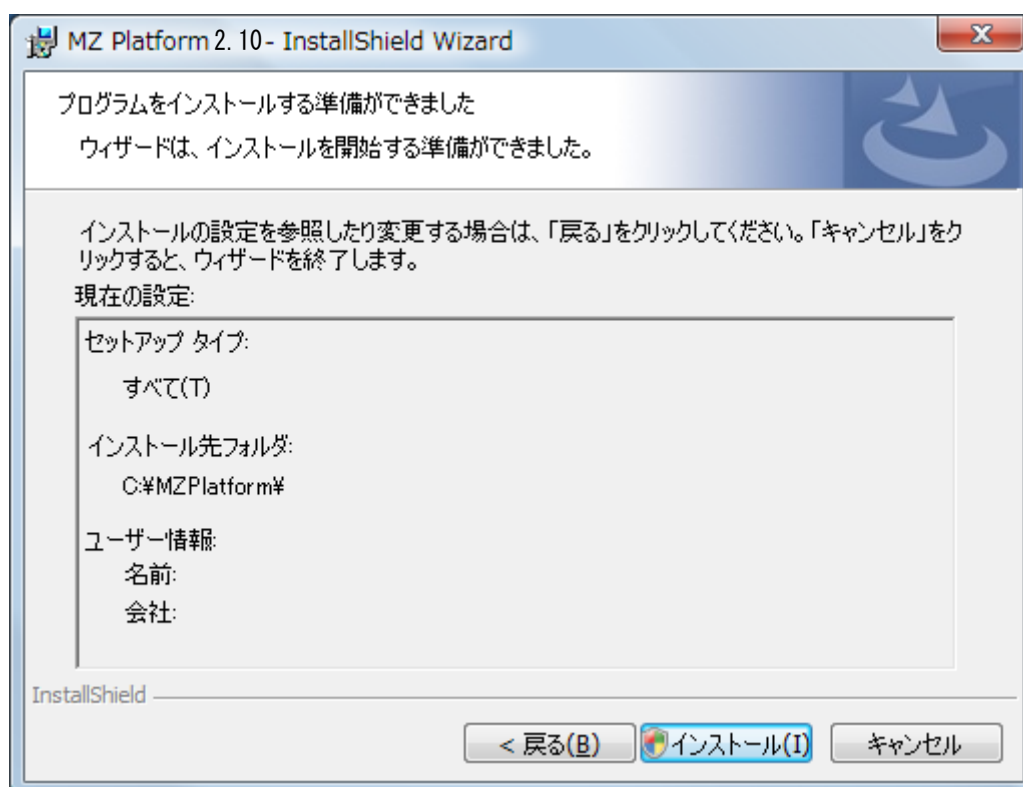 MZ Platform 2.10 - InstallShield Wizard
プログラムをインストールする準備ができました
ウィザードは、インストールを開始する準備ができました。
インストールの設定を参照したり変更する場合は、「戻る」をクリックしてください。「キャンセル」をク
リックすると、ウィザードを終了します。
現在の設定:
セットアップ タイプ:
すべて(T)
インストール先フォルダ:
C:¥MZPlatform¥
ユーザー情報:
名前:
会社:
InstallShield
< 戻る(B)
インストール(I)
キャンセル